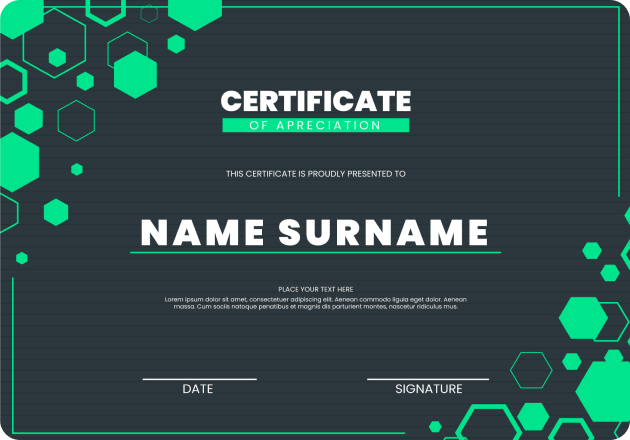 CERTIFICATE
OF APRECIATION
THIS CERTIFICATE IS PROUDLY PRESENTED TO
NAME SURNAME
PLACE YOUR TEXT HERE
Lorem ipsum dolor sit amet, consectetuer adipiscing elit. Aenean commodo ligula eget dolor. Aenean
massa. Cum sociis natoque penatibus et magnis dis parturient montes, nascetur ridiculus mus.
DATE
SIGNATURE